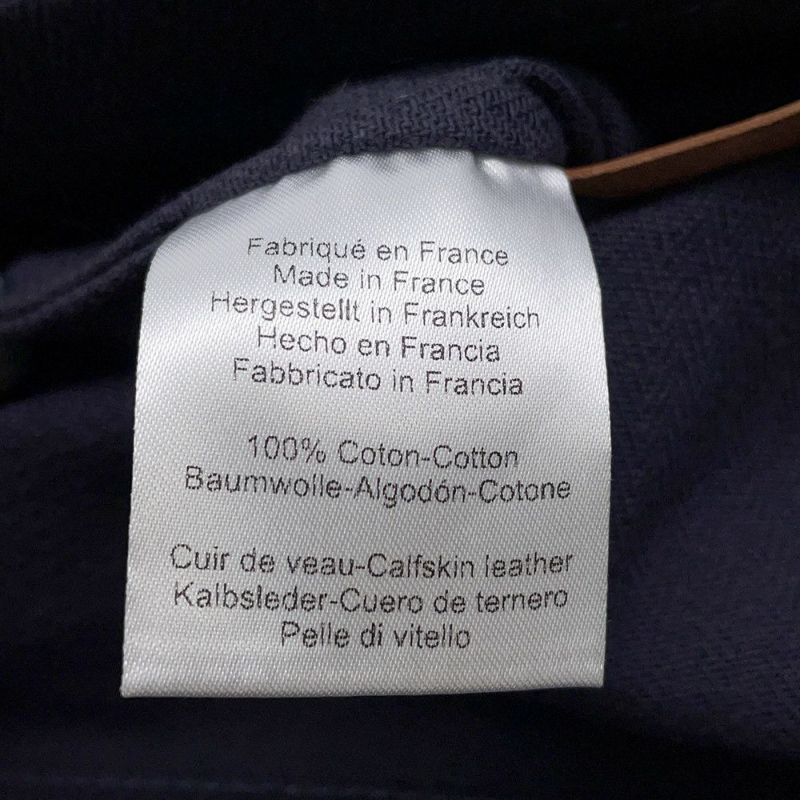 Fabriqué en France
Made in France
Hergestellt in Frankreich
Hecho en Francia
Fabbricato in Francia
100% Coton-Cotton
Baumwolle-Algodón-Cotone
Cuir de veau-Calfskin leather
Kalbsleder-Cuero de ternero
Pelle di vitello